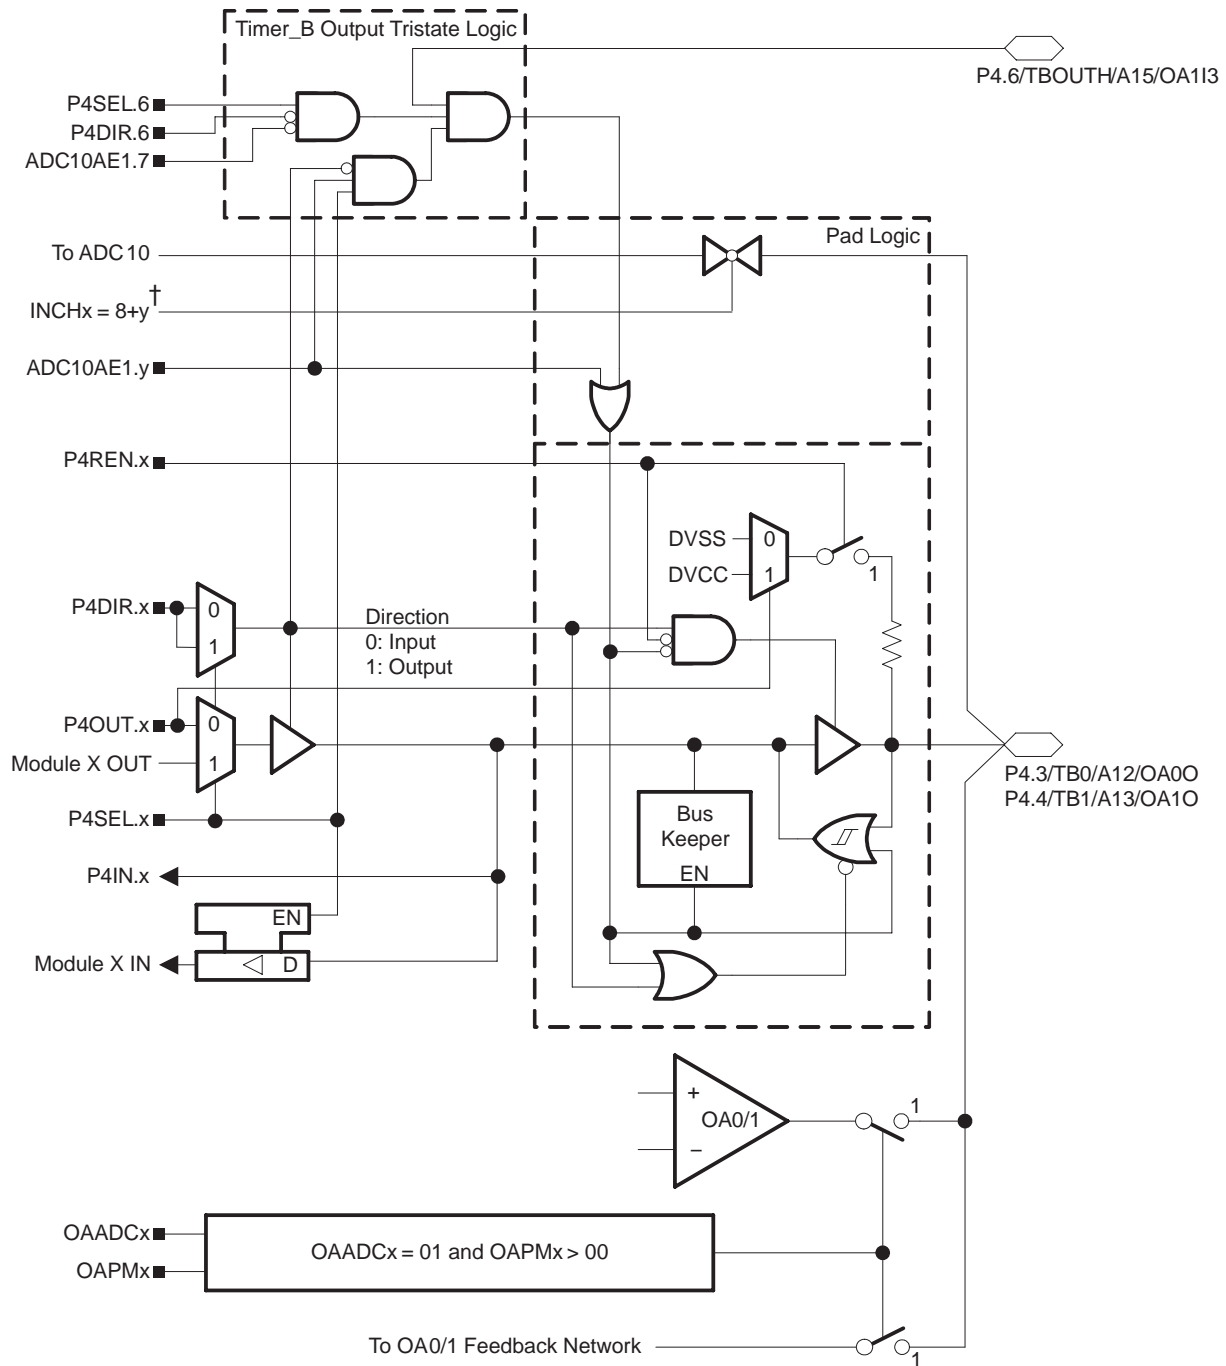 Timer_B Output Tristate Logic
P4.6/TBOUTH/A15/OA1I3
P4SEL.6
P4DIR.6
ADC10AE1.7
Pad Logic
To ADC 10
INCHx = 8+y†
ADC10AE1.y
P4REN.x
DVSS
0
DVCC
1
1
P4DIR.x
0
1
Direction
0: Input
1: Output
P4OUT.x
0
Module X OUT
1
P4.3/TB0/A12/OA0O
P4.4/TB1/A13/OA1O
P4SEL.x
Bus
Keeper
EN
P4IN.x
EN
Module X IN
D
+
OA0/1
−
1
OAADCx
OAADCx = 01 and OAPMx > 00
OAPMx
To OA0/1 Feedback Network
1